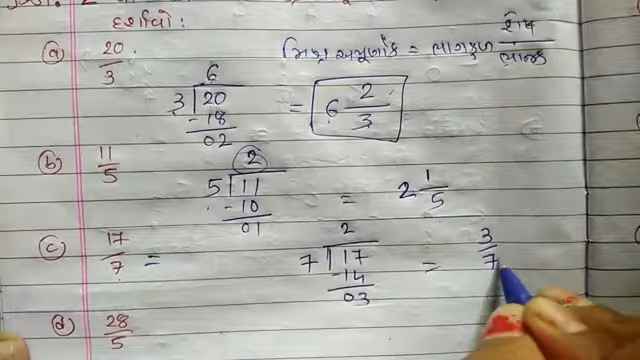 દર્શાવો:
(a) 20/3
મિશ્ર અપૂર્ણાંક = ભાગફળ શેષ/ભાજક
6
3 | 20 = 6 2/3
- 18
02
(b) 11/5
2
5 | 11 = 2 1/5
- 10
01
(c) 17/7 =
2
7 | 17 = 3/7
- 14
03
(d) 28/5